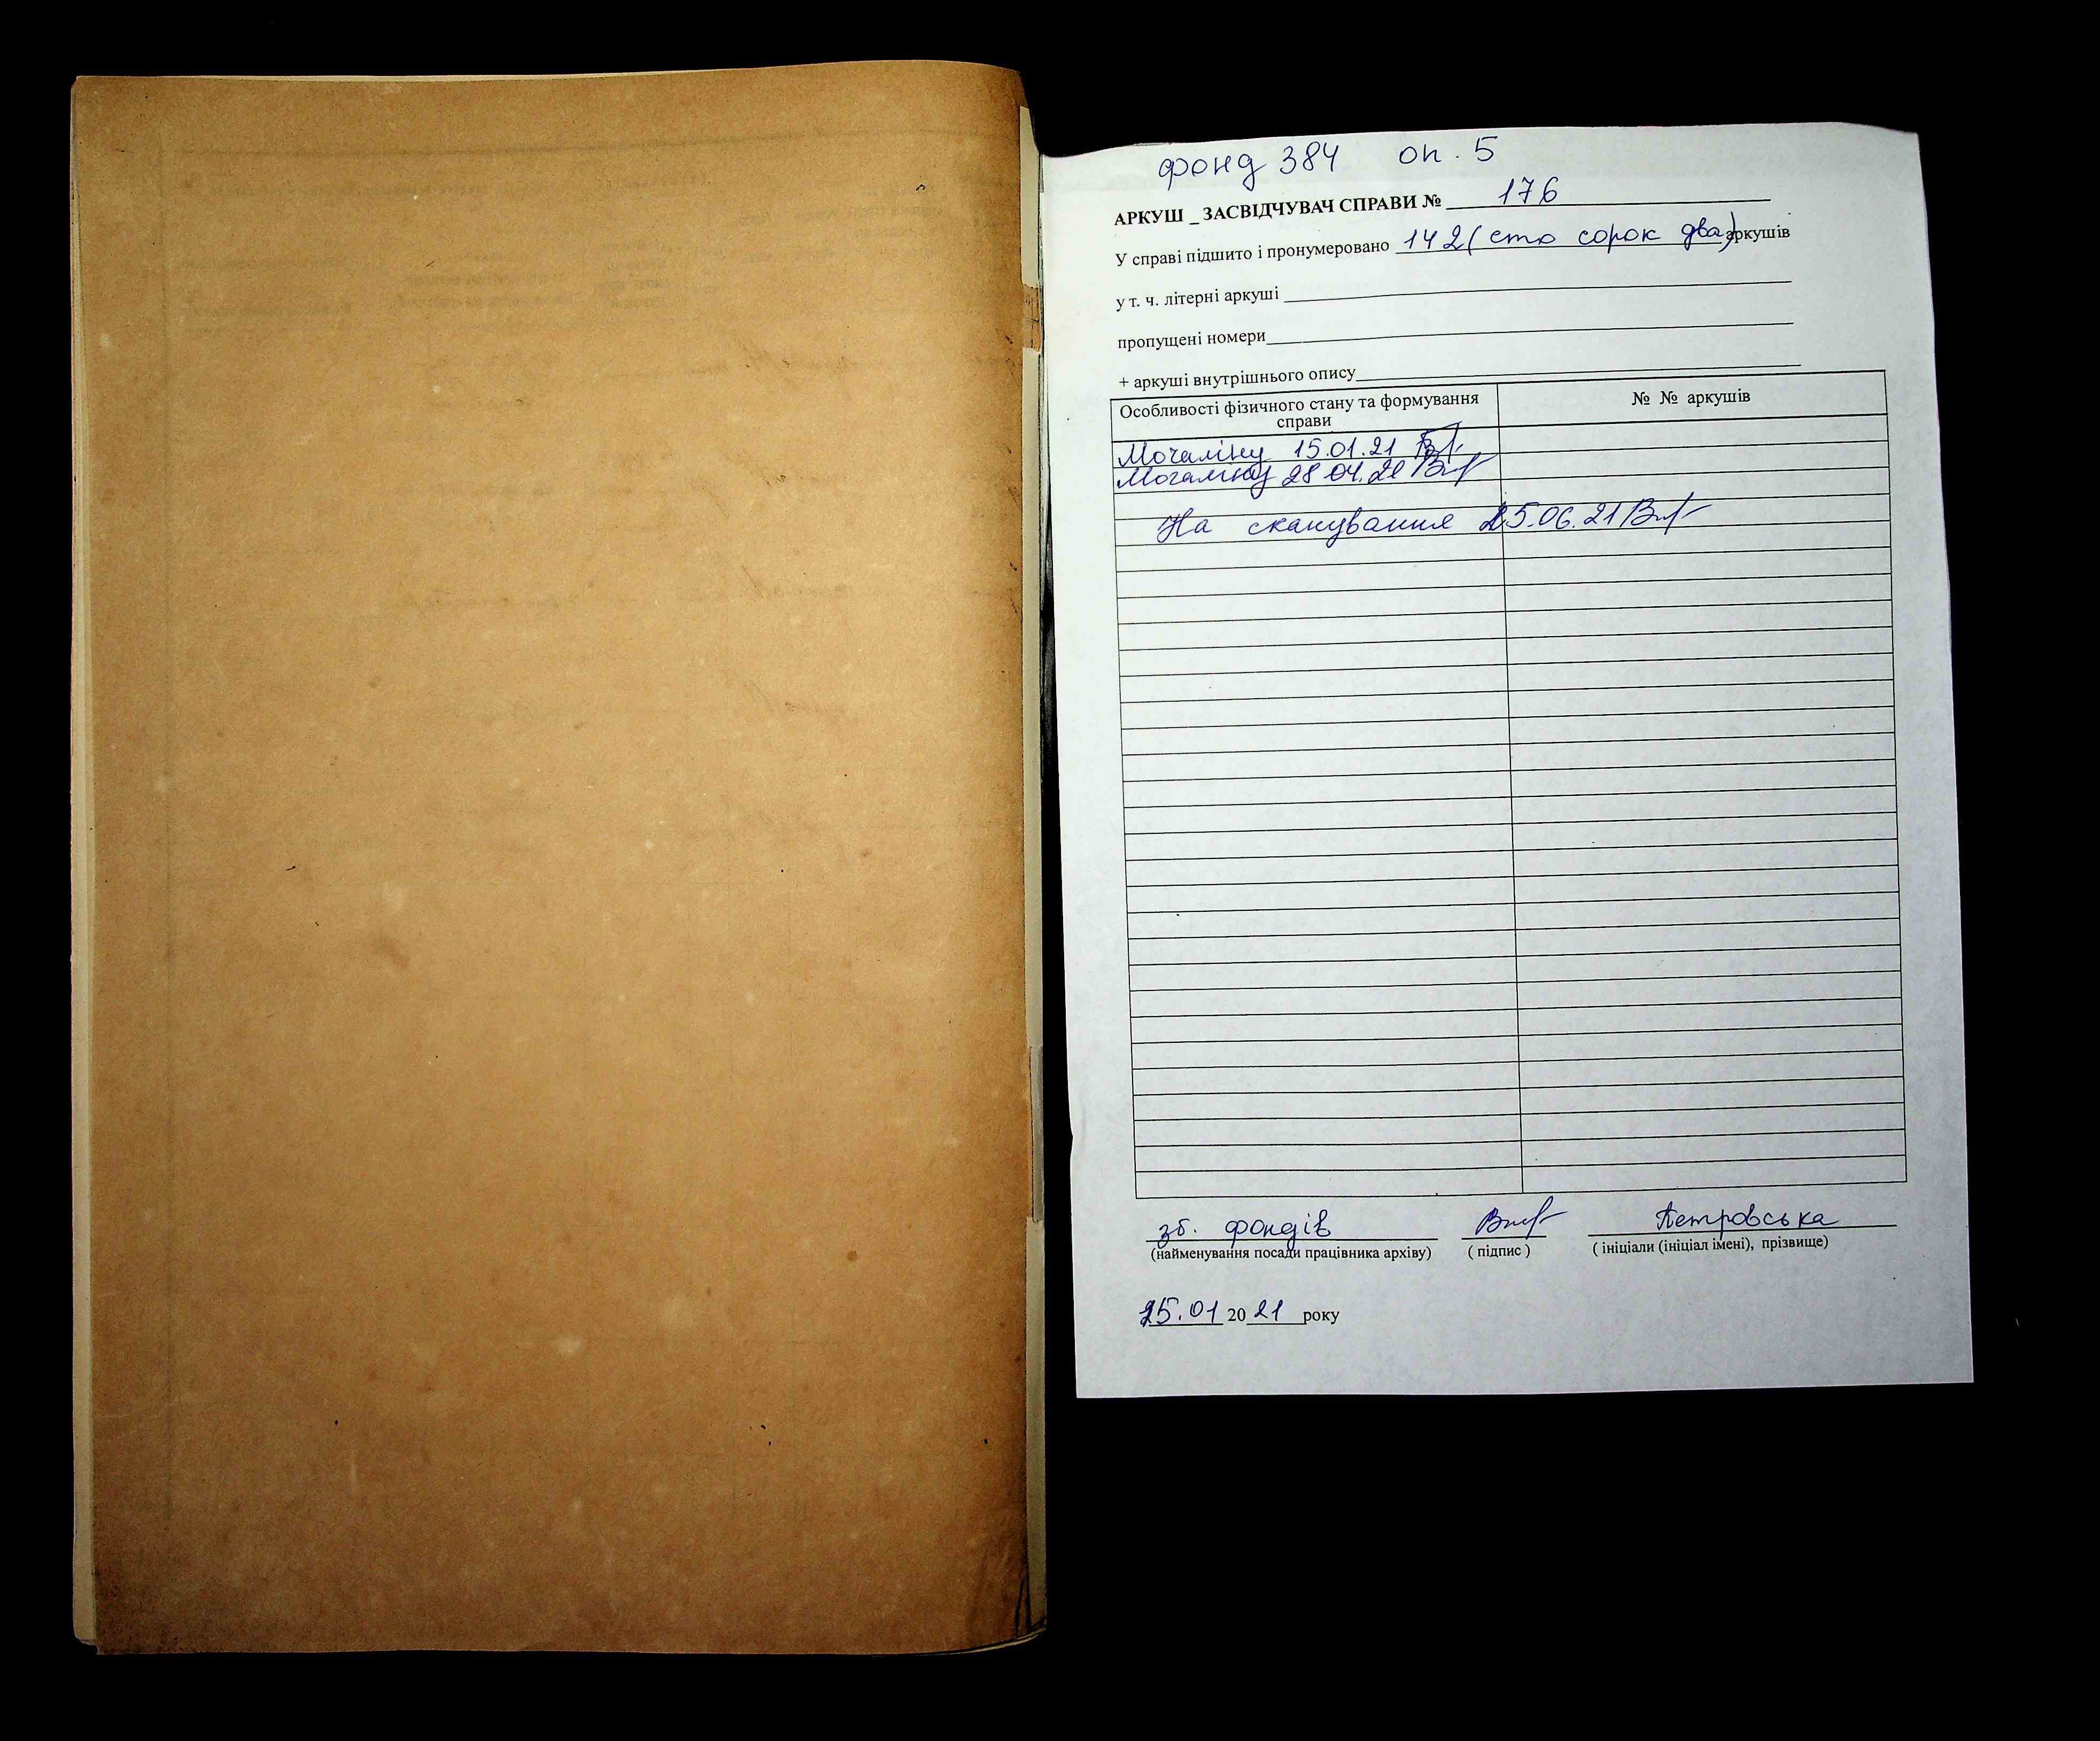 фонд 384 оп. 5
АРКУШ _ ЗАСВІДЧУВАЧ СПРАВИ № 176
У справі підшито і пронумеровано 142 (сто сорок два) аркушів
у т. ч. літерні аркуші
пропущені номери
+ аркуші внутрішнього опису
Особливості фізичного стану та формування справи
№ № аркушів
Мочаліну 15.01.21
Мочаліну 28.04.21
На сканування 25.06.21
зб. фондів
Петровська
(найменування посади працівника архіву) ( підпис ) ( ініціали (ініціал імені), прізвище)
25.01 2021 року